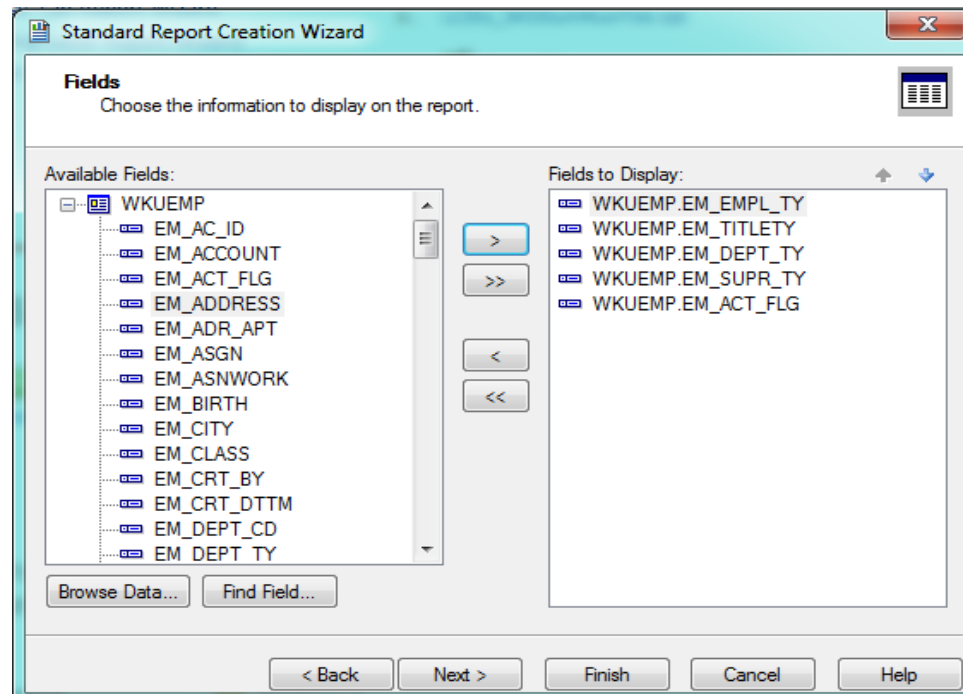 Standard Report Creation Wizard
Fields
Choose the information to display on the report.
Available Fields:
WKUEMP
EM_AC_ID
EM_ACCOUNT
EM_ACT_FLG
EM_ADDRESS
EM_ADR_APT
EM_ASGN
EM_ASNWORK
EM_BIRTH
EM_CITY
EM_CLASS
EM_CRT_BY
EM_CRT_DTTM
EM_DEPT_CD
EM_DEPT_TY
>
>>
<
<<
Fields to Display:
WKUEMP.EM_EMPL_TY
WKUEMP.EM_TITLETY
WKUEMP.EM_DEPT_TY
WKUEMP.EM_SUPR_TY
WKUEMP.EM_ACT_FLG
Browse Data... Find Field...
< Back Next > Finish Cancel Help